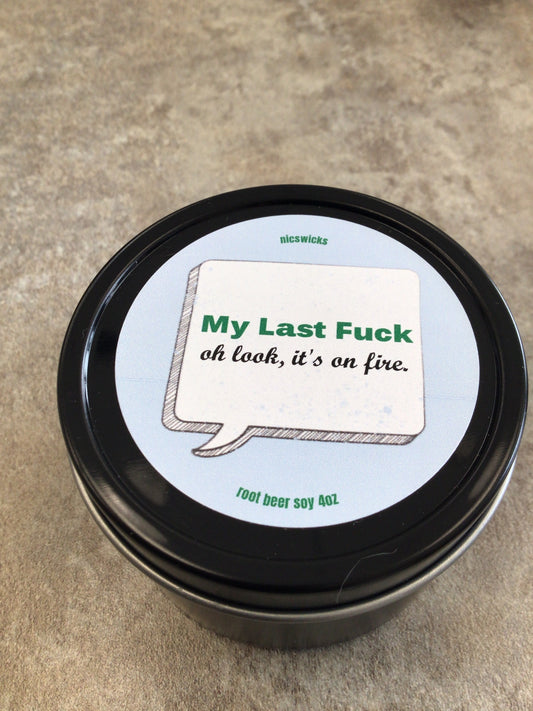 nicswicks
My Last Fuck
oh look, it's on fire.
root beer soy 4oz